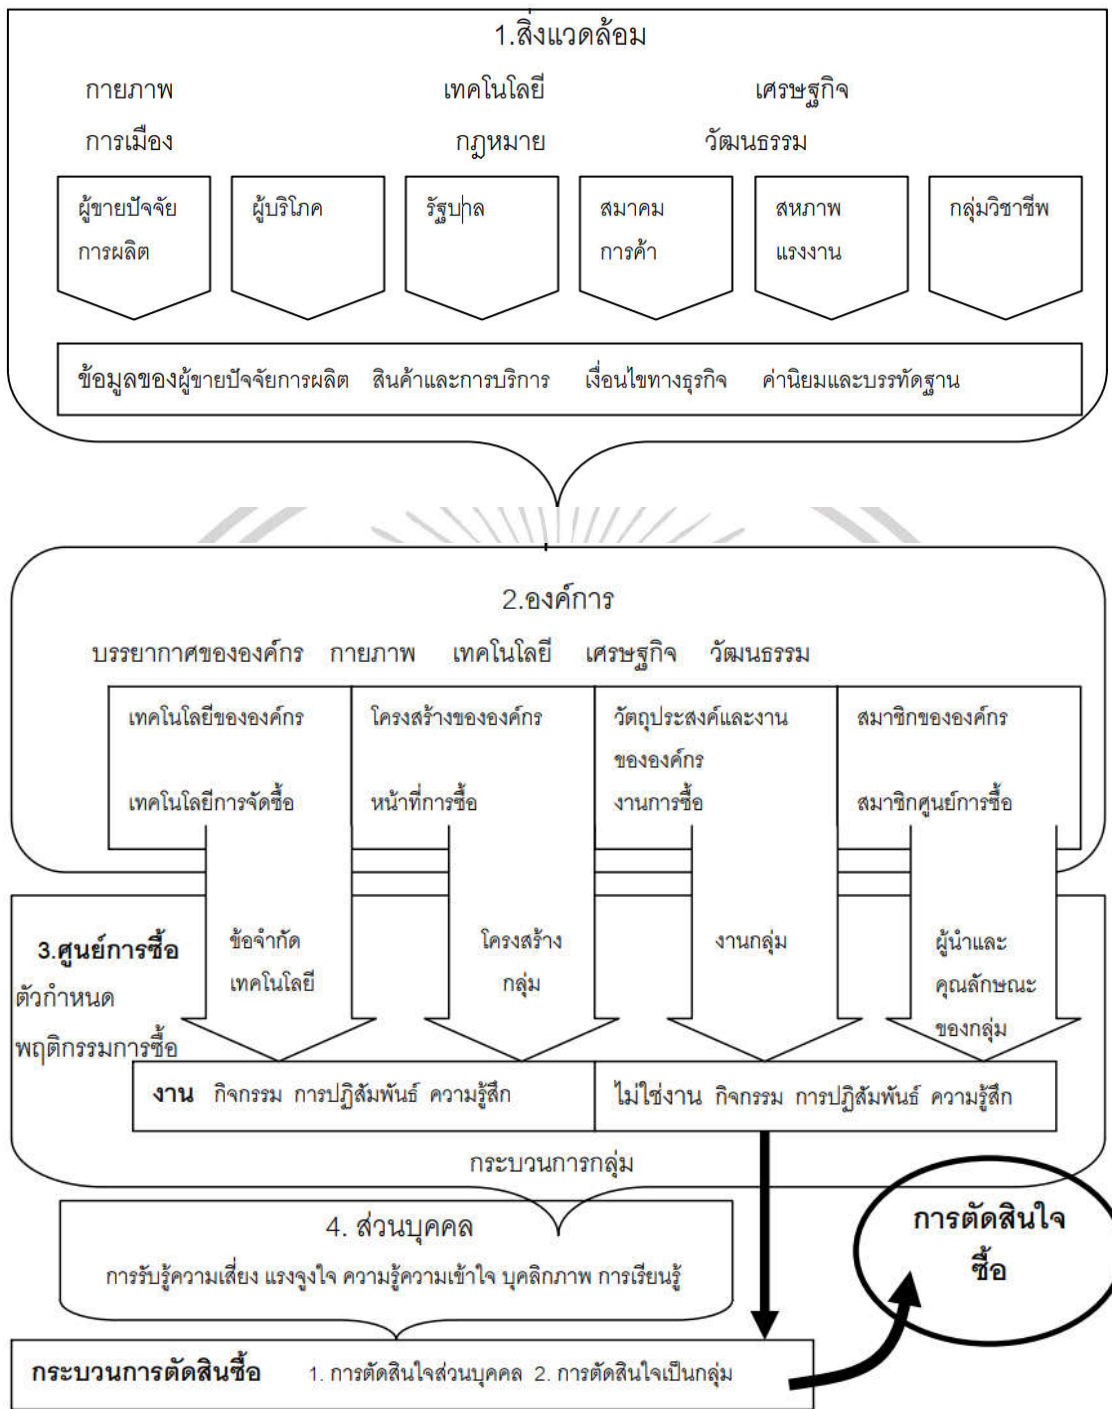 1.สิ่งแวดล้อม
กายภาพ เทคโนโลยี เศรษฐกิจ
การเมือง กฎหมาย วัฒนธรรม
ผู้ขายปัจจัย
การผลิต
ผู้บริโภค
รัฐบาล
สมาคม
การค้า
สหภาพ
แรงงาน
กลุ่มวิชาชีพ
ข้อมูลของผู้ขายปัจจัยการผลิต สินค้าและการบริการ เงื่อนไขทางธุรกิจ ค่านิยมและบรรทัดฐาน
2.องค์การ
บรรยากาศขององค์กร กายภาพ เทคโนโลยี เศรษฐกิจ วัฒนธรรม
เทคโนโลยีขององค์กร
เทคโนโลยีการจัดซื้อ
โครงสร้างขององค์กร
หน้าที่การซื้อ
วัตถุประสงค์และงาน
ขององค์กร
งานการซื้อ
สมาชิกขององค์กร
สมาชิกศูนย์การซื้อ
3.ศูนย์การซื้อ
ตัวกำหนด
พฤติกรรมการซื้อ
ข้อจำกัด
เทคโนโลยี
โครงสร้าง
กลุ่ม
งานกลุ่ม
ผู้นำและ
คุณลักษณะ
ของกลุ่ม
งาน กิจกรรม การปฏิสัมพันธ์ ความรู้สึก
ไม่ใช่งาน กิจกรรม การปฏิสัมพันธ์ ความรู้สึก
กระบวนการกลุ่ม
4. ส่วนบุคคล
การรับรู้ความเสี่ยง แรงจูงใจ ความรู้ความเข้าใจ บุคลิกภาพ การเรียนรู้
การตัดสินใจ
ซื้อ
กระบวนการตัดสินซื้อ 1. การตัดสินใจส่วนบุคคล 2. การตัดสินใจเป็นกลุ่ม